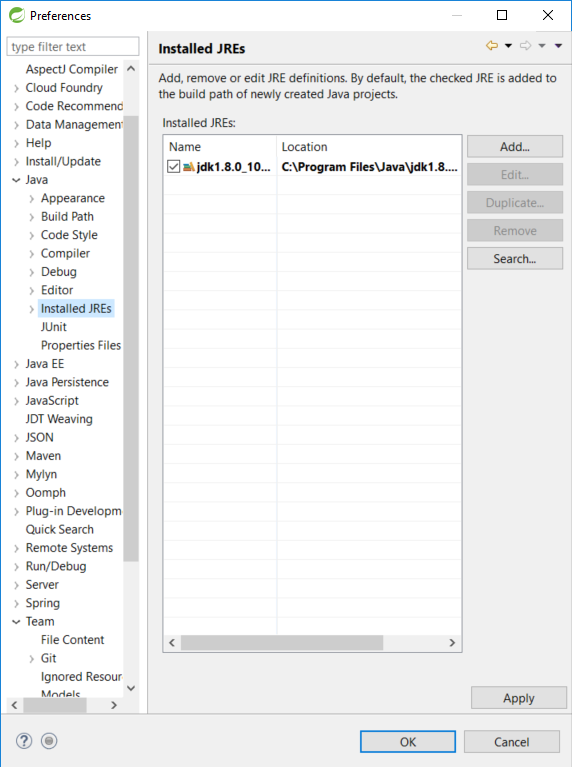 Preferences
type filter text
AspectJ Compiler
Cloud Foundry
Code Recommend
Data Management
Help
Install/Update
Java
Appearance
Build Path
Code Style
Compiler
Debug
Editor
Installed JREs
JUnit
Properties Files
Java EE
Java Persistence
JavaScript
JDT Weaving
JSON
Maven
Mylyn
Oomph
Plug-in Developm
Quick Search
Remote Systems
Run/Debug
Server
Spring
Team
File Content
Git
Ignored Resour
Models
Installed JREs
Add, remove or edit JRE definitions. By default, the checked JRE is added to
the build path of newly created Java projects.
Installed JREs:
Name Location
jdk1.8.0_10... C:\Program Files\Java\jdk1.8....
Add...
Edit...
Duplicate...
Remove
Search...
Apply
? OK Cancel